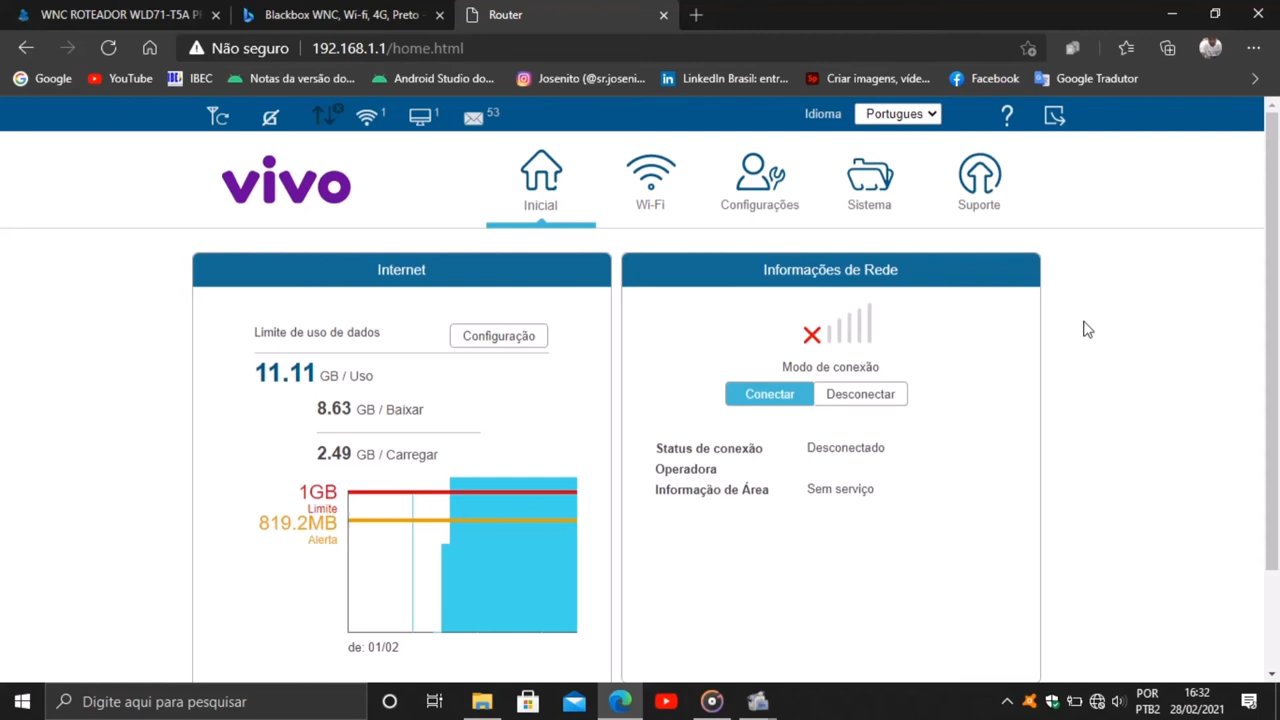 WNC ROTEADOR WLD71-T5A P
Blackbox WNC, Wi-fi, 4G, Preto -
Router
Não seguro
192.168.1.1/home.html
Google
YouTube
IBEC
Notas da versão do...
Android Studio do...
Josenito (@sr.joseni...
LinkedIn Brasil: entr...
Criar imagens, víde...
Facebook
Google Tradutor
1
1
53
Idioma
Portugues
?
vivo
Inicial
Wi-Fi
Configurações
Sistema
Suporte
Internet
Limite de uso de dados
Configuração
11.11 GB / Uso
8.63 GB / Baixar
2.49 GB / Carregar
1GB
Limite
819.2MB
Alerta
de: 01/02
Informações de Rede
Modo de conexão
Conectar
Desconectar
Status de conexão Desconectado
Operadora
Informação de Área Sem serviço
Digite aqui para pesquisar
POR
PTB2
16:32
28/02/2021